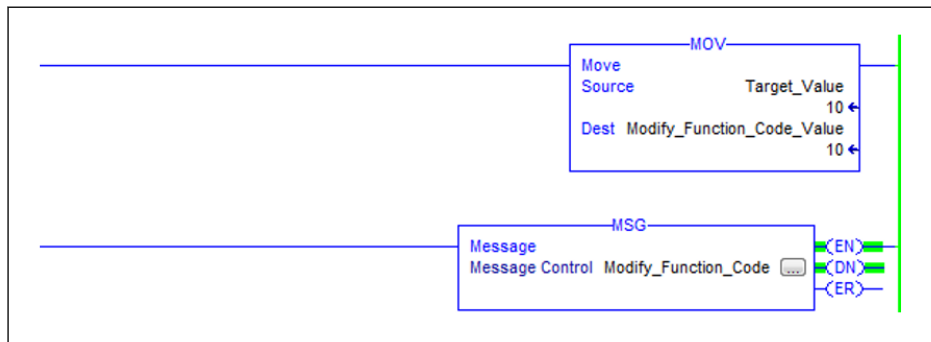 MOV
Move
Source Target_Value
10
Dest Modify_Function_Code_Value
10
MSG
Message (EN)
Message Control Modify_Function_Code ... (DN)
(ER)